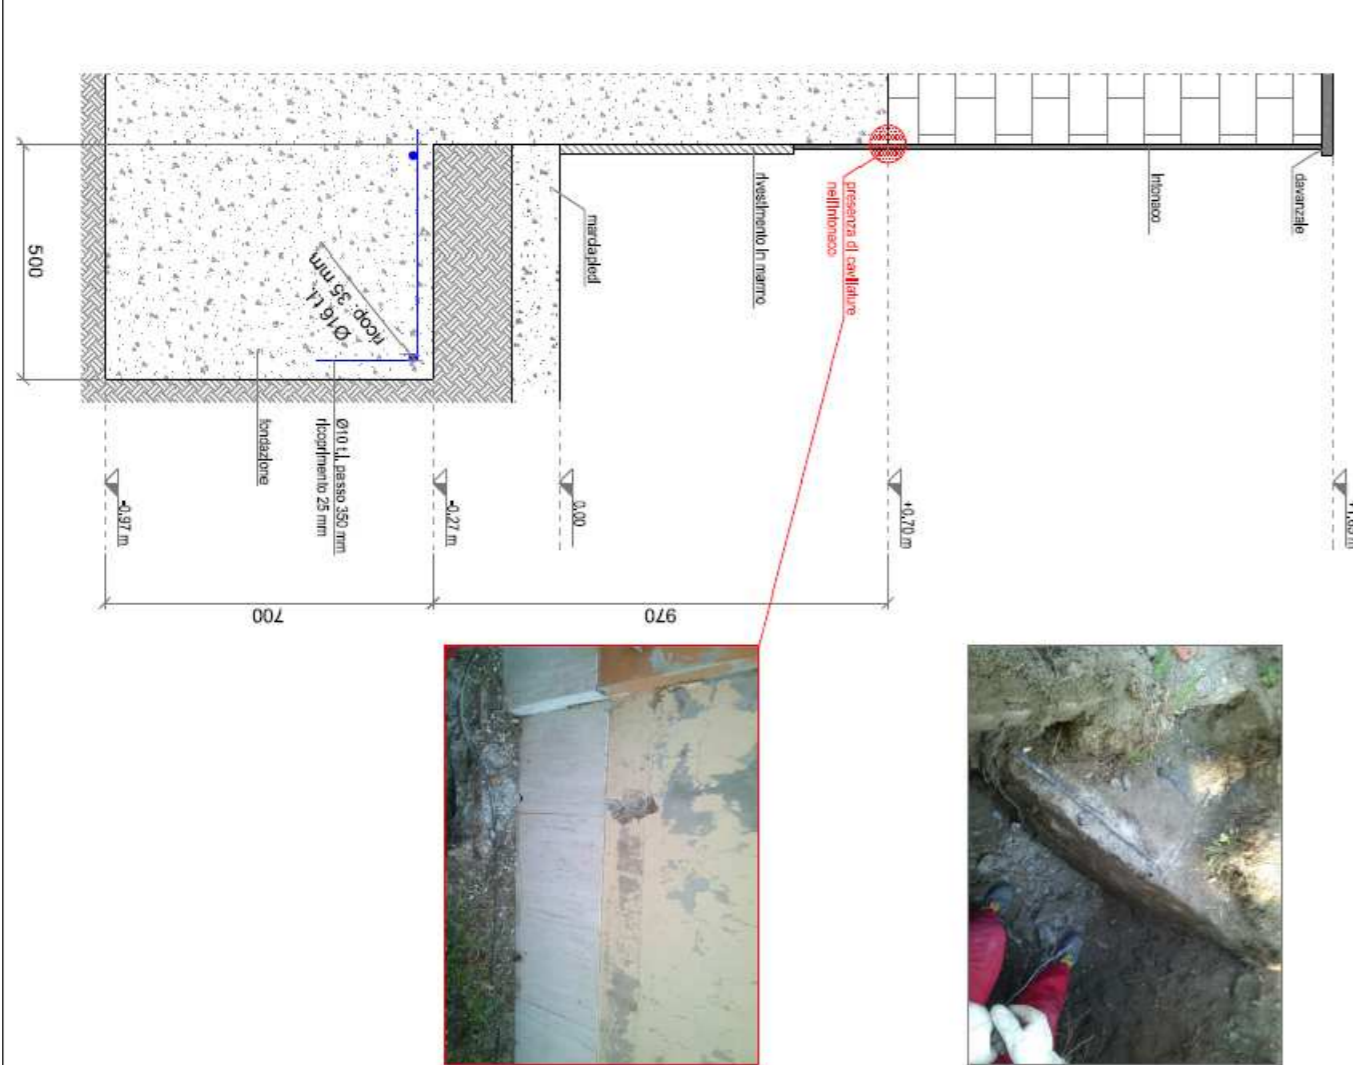 davanzale
intonaco
presenza di cavillature
nell'intonaco
rivestimento in marmo
marciapiedi
Ø16 t.l.
ricop. 35 mm
Ø10 t.l. passo 350 mm
ricoprimento 25 mm
fondazione
500
+0,70 m
0,00
-0,27 m
-0,97 m
970
700